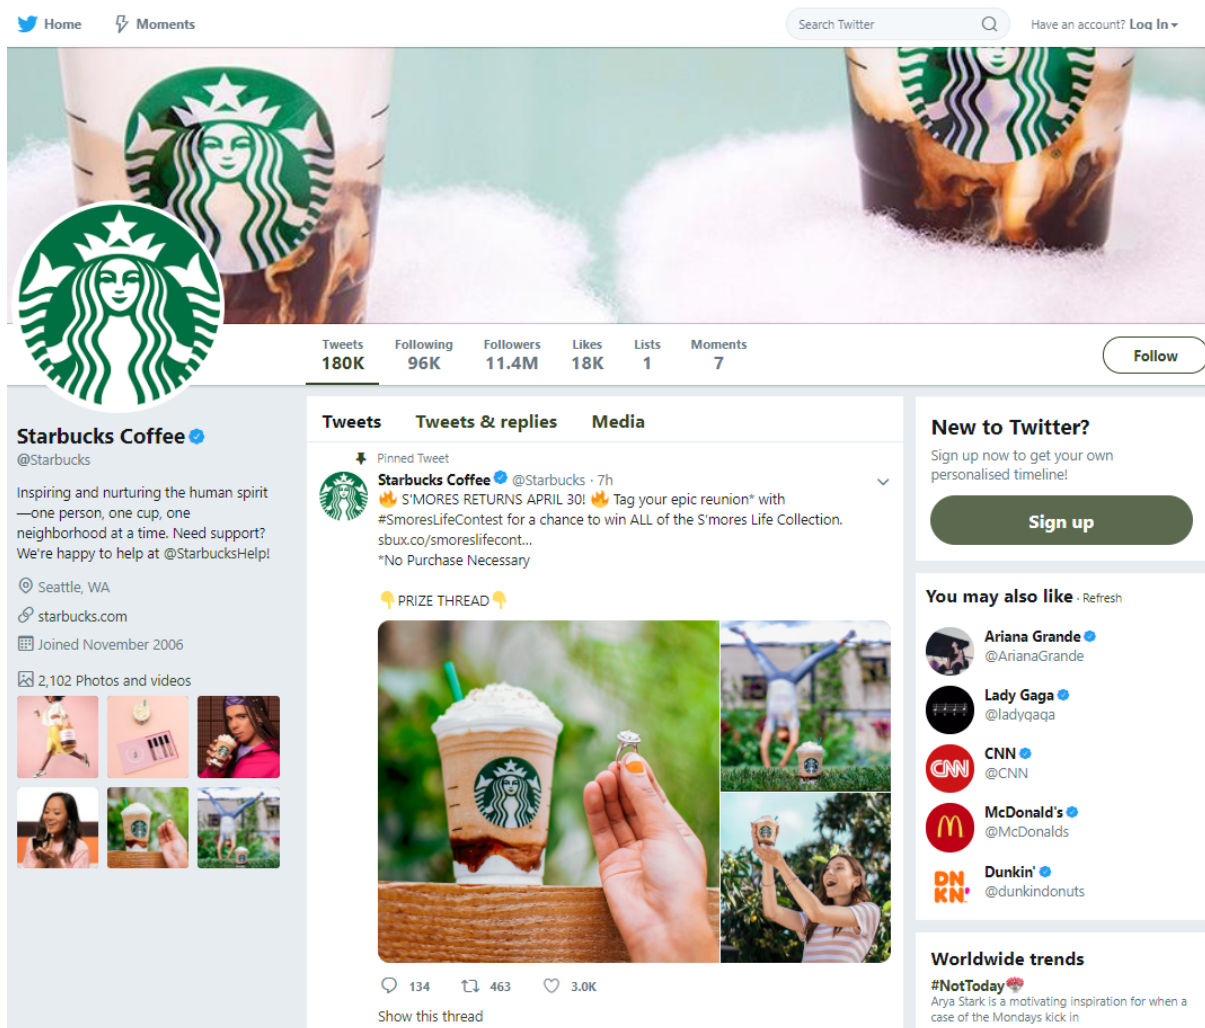 Home
Moments
Search Twitter
Have an account? Log In
Tweets
180K
Following
96K
Followers
11.4M
Likes
18K
Lists
1
Moments
7
Follow
Starbucks Coffee
@Starbucks
Inspiring and nurturing the human spirit
—one person, one cup, one
neighborhood at a time. Need support?
We're happy to help at @StarbucksHelp!
Seattle, WA
starbucks.com
Joined November 2006
2,102 Photos and videos
Tweets
Tweets & replies
Media
Pinned Tweet
Starbucks Coffee @Starbucks · 7h
🔥 S'MORES RETURNS APRIL 30! 🔥 Tag your epic reunion* with
#SmoresLifeContest for a chance to win ALL of the S'mores Life Collection.
sbux.co/smoreslifecont...
*No Purchase Necessary
👇PRIZE THREAD👇
134
463
3.0K
Show this thread
New to Twitter?
Sign up now to get your own
personalised timeline!
Sign up
You may also like · Refresh
Ariana Grande
@ArianaGrande
Lady Gaga
@ladygaga
CNN
CNN
@CNN
McDonald's
@McDonalds
DN
KN'
Dunkin'
@dunkindonuts
Worldwide trends
#NotToday
Arya Stark is a motivating inspiration for when a
case of the Mondays kick in